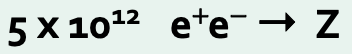 5 x 10¹² e⁺e⁻ → Z